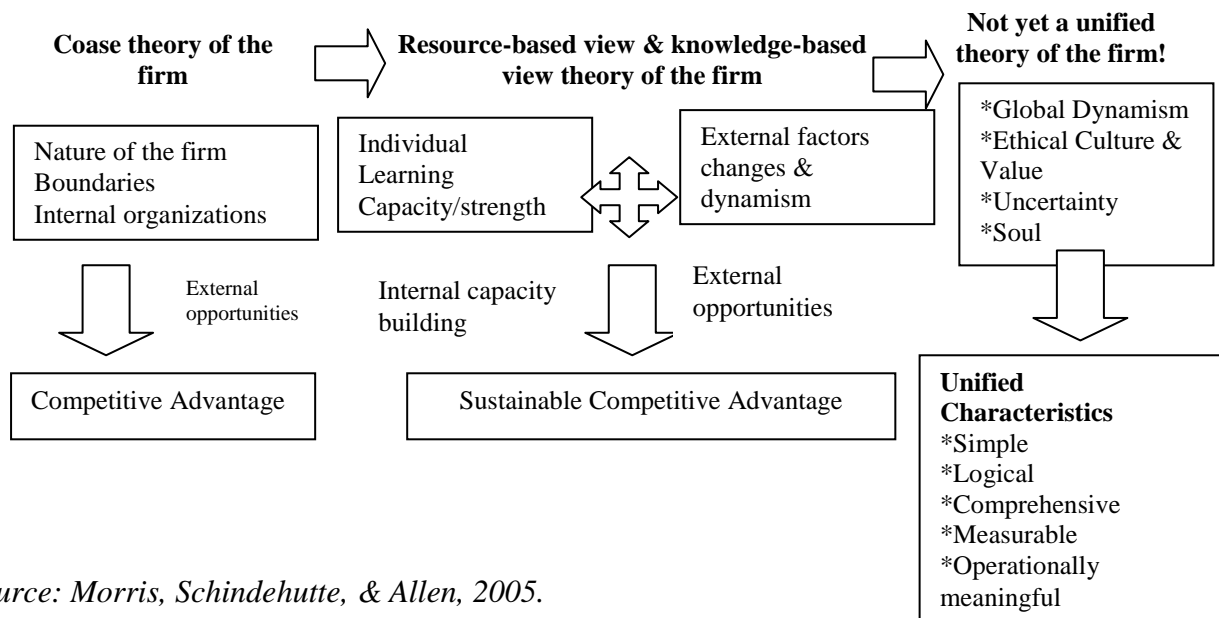 Coase theory of the
firm
Resource-based view & knowledge-based
view theory of the firm
Not yet a unified
theory of the firm!
Nature of the firm
Boundaries
Internal organizations
Individual
Learning
Capacity/strength
External factors
changes &
dynamism
*Global Dynamism
*Ethical Culture &
Value
*Uncertainty
*Soul
External
opportunities
Internal capacity
building
External
opportunities
Competitive Advantage
Sustainable Competitive Advantage
Unified
Characteristics
*Simple
*Logical
*Comprehensive
*Measurable
*Operationally
meaningful
urce: Morris, Schindehutte, & Allen, 2005.